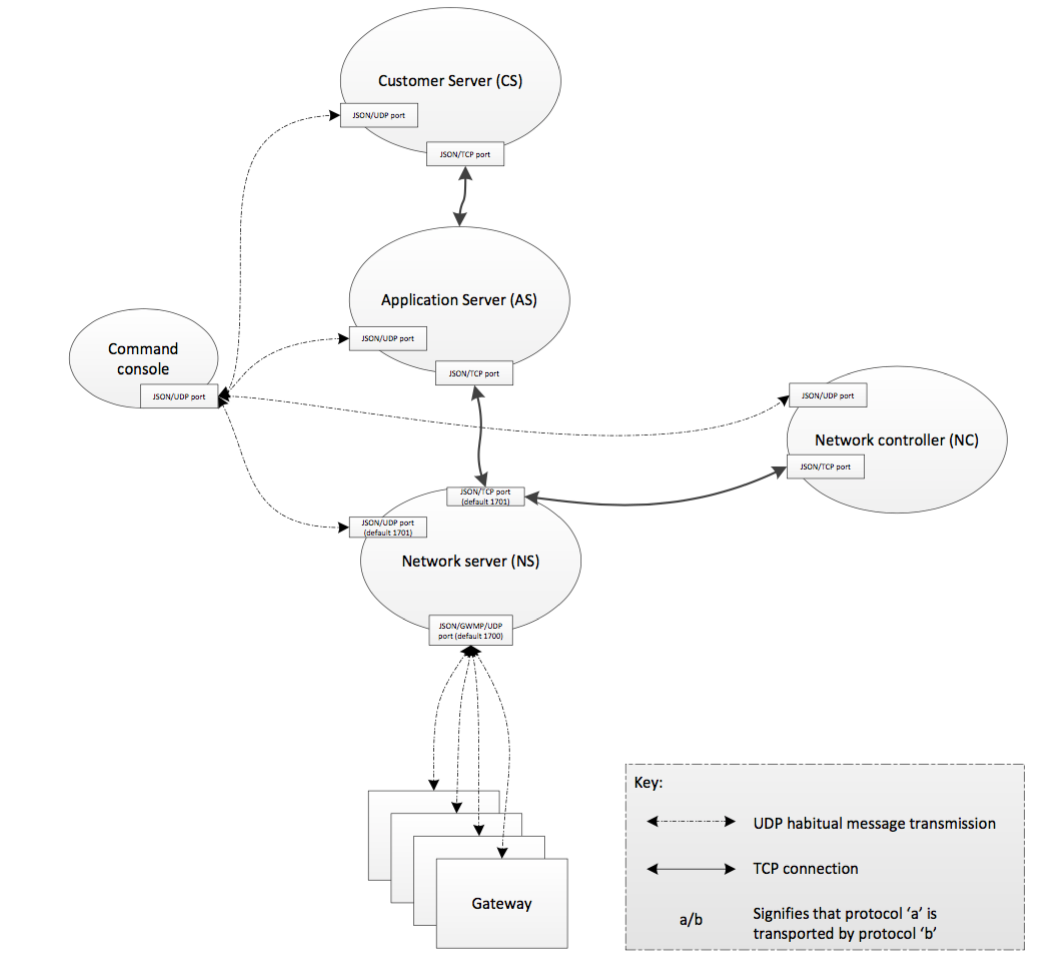 Customer Server (CS)
JSON/UDP port
JSON/TCP port
Application Server (AS)
JSON/UDP port
JSON/TCP port
Command
console
JSON/UDP port
JSON/UDP port
Network controller (NC)
JSON/TCP port
JSON/TCP port
(default 1701)
JSON/UDP port
(default 1701)
Network server (NS)
JSON/GWMP/UDP
port (default 1700)
Gateway
Key:
UDP habitual message transmission
TCP connection
a/b
Signifies that protocol ‘a’ is
transported by protocol ‘b’